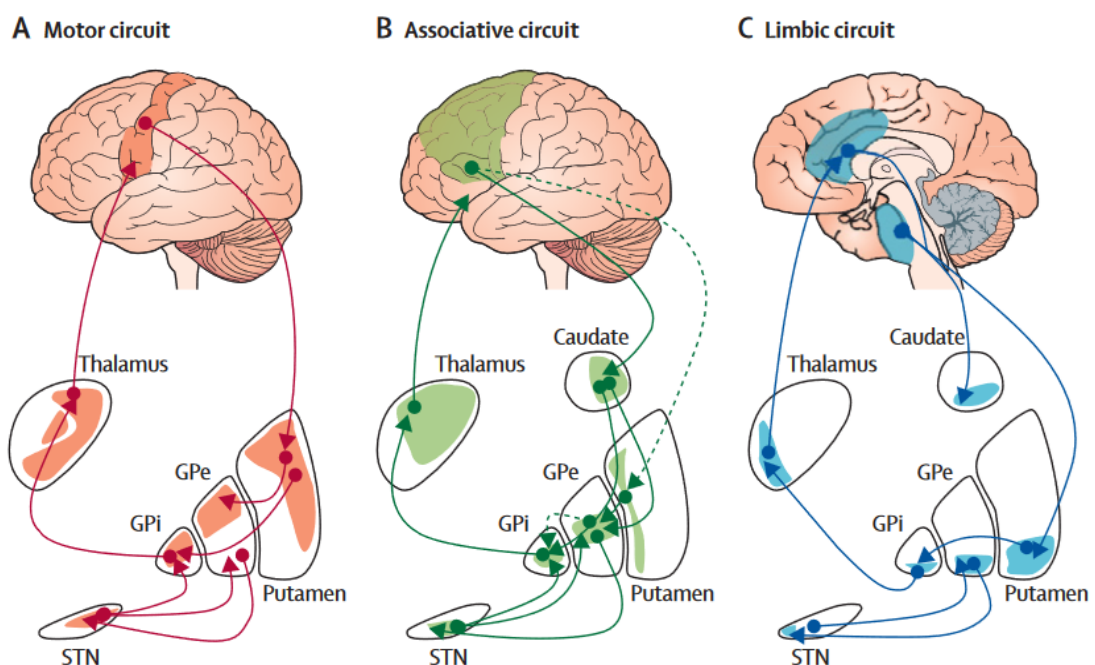 A Motor circuit
B Associative circuit
C Limbic circuit
Thalamus
GPe
GPi
Putamen
STN
Caudate
Thalamus
GPe
GPi
Putamen
STN
Caudate
Thalamus
GPe
GPi
Putamen
STN